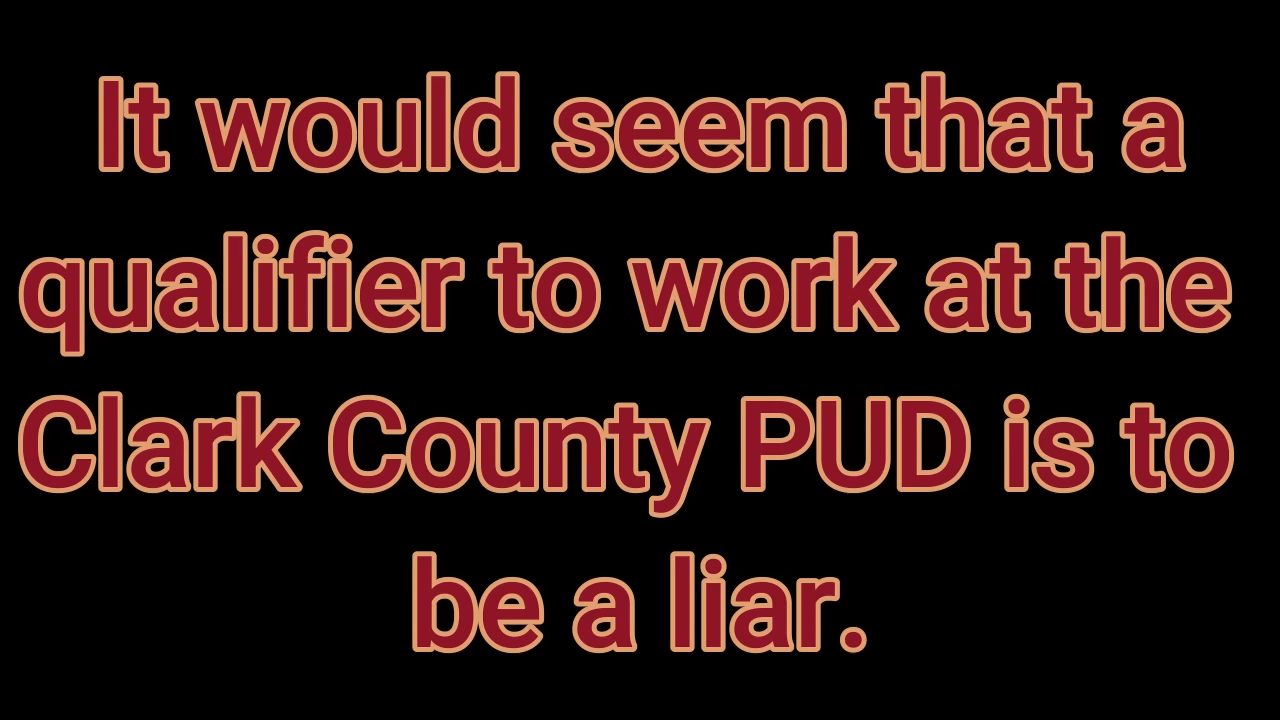 It would seem that a
qualifier to work at the
Clark County PUD is to
be a liar.